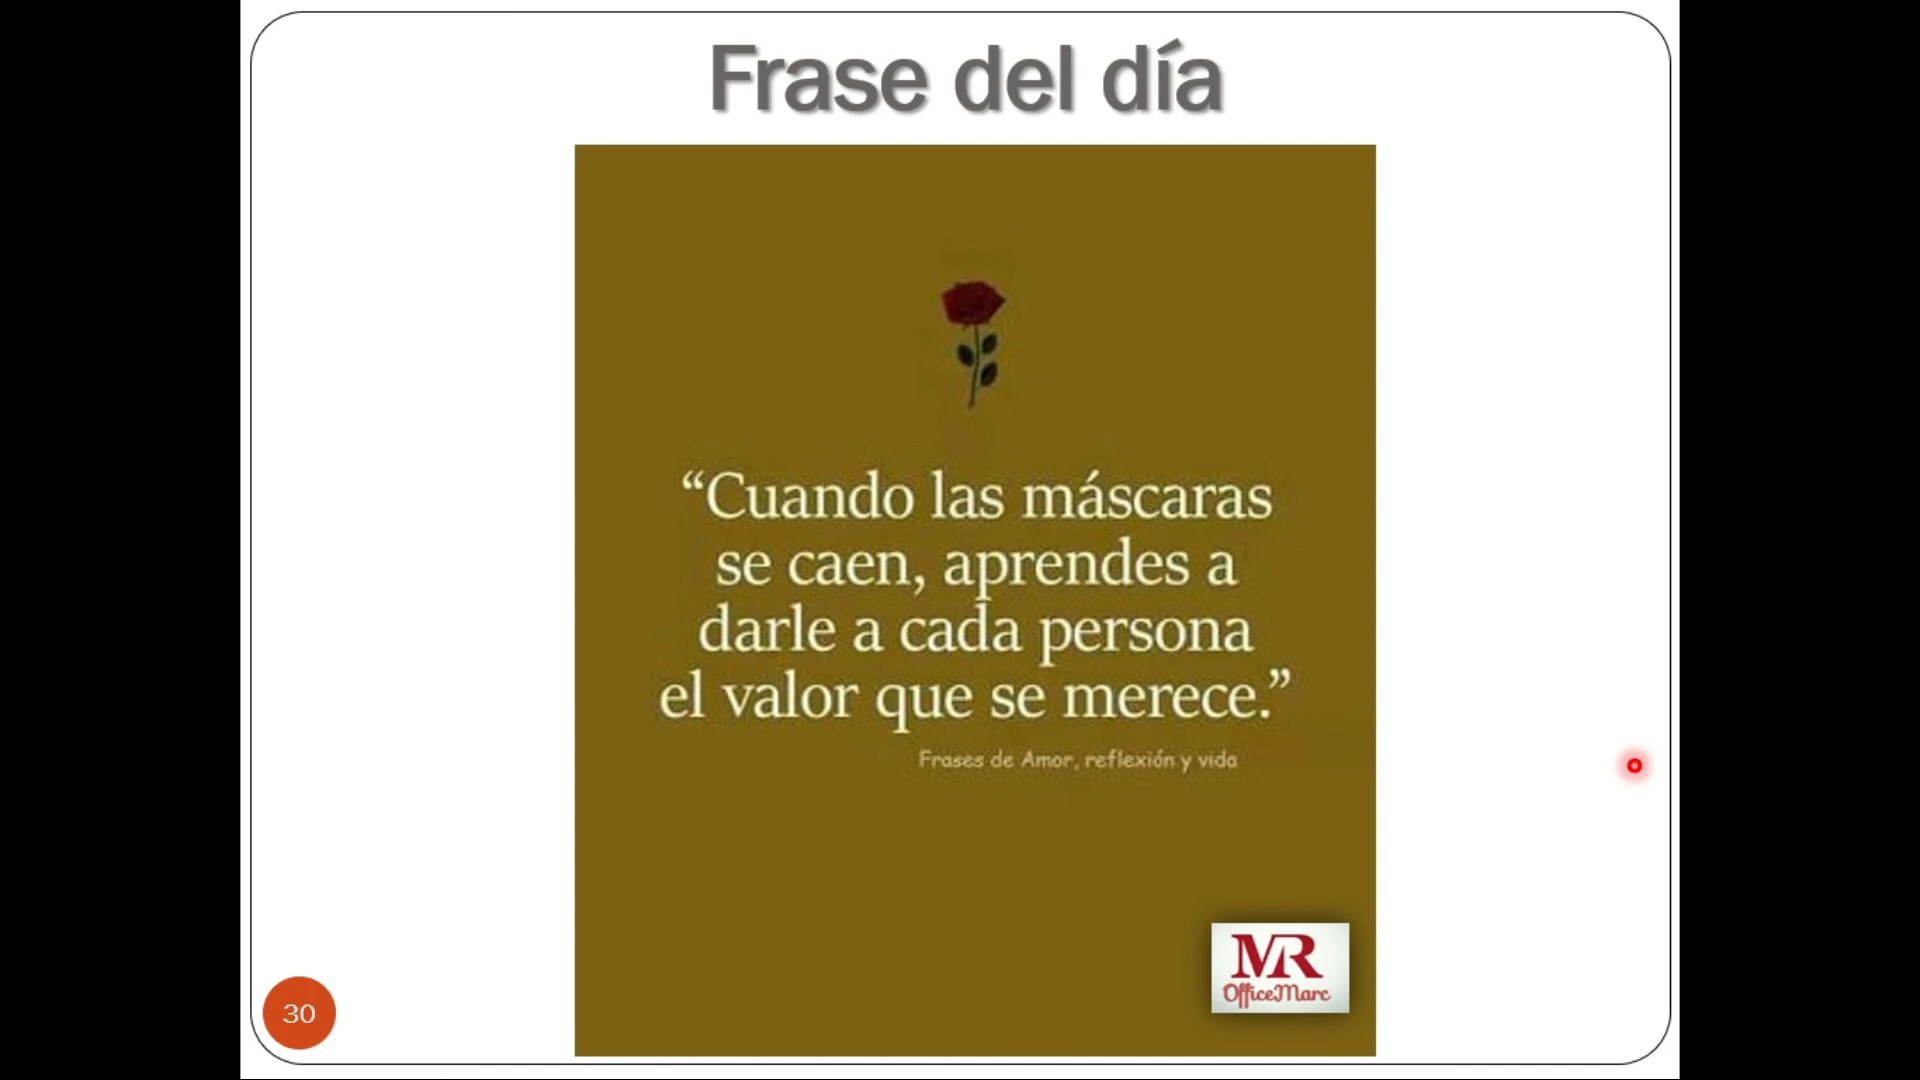 Frase del día
“Cuando las máscaras
se caen, aprendes a
darle a cada persona
el valor que se merece.”
Frases de Amor, reflexión y vida
MR
OfficeMarc
30